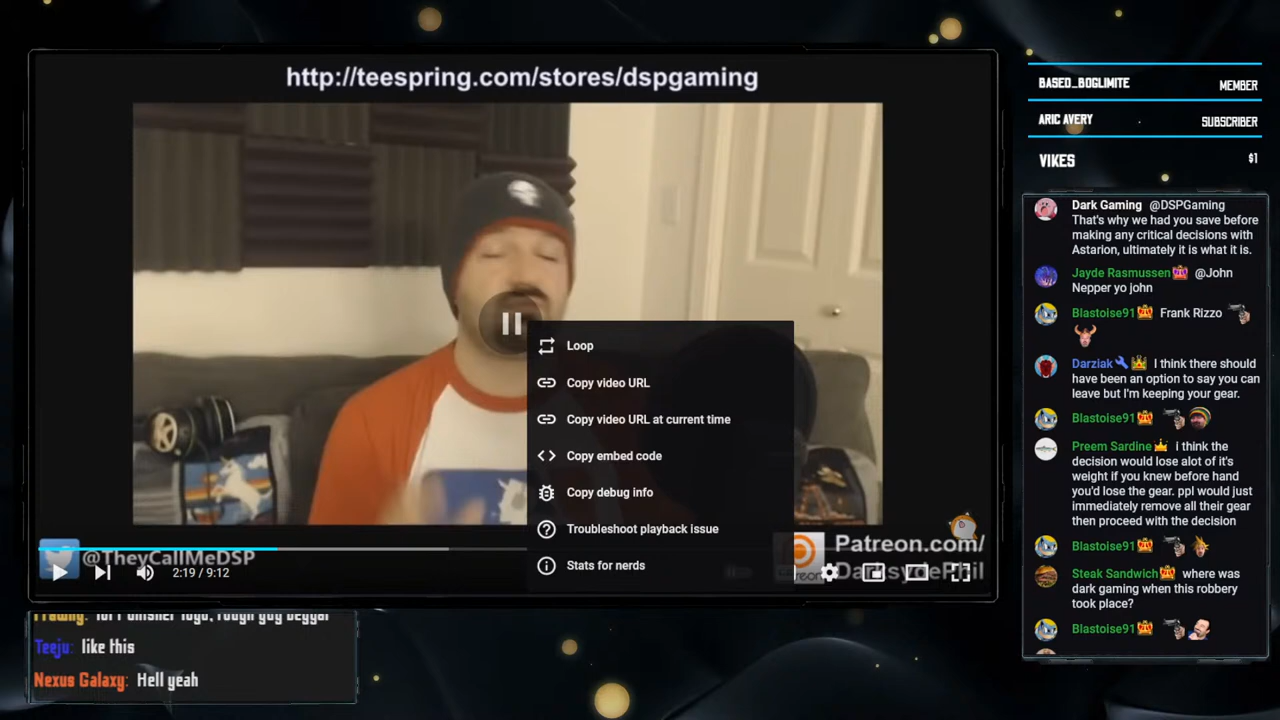 http://teespring.com/stores/dspgaming
Loop
Copy video URL
Copy video URL at current time
Copy embed code
Copy debug info
Troubleshoot playback issue
Stats for nerds
@TheyCallMeDSP
2:19 / 9:12
Patreon.com/
DarksydePhil
Teeju: like this
Nexus Galaxy: Hell yeah
BASED_BOGLIMITE MEMBER
ARIC AVERY SUBSCRIBER
VIKES $1
Dark Gaming @DSPGaming
That's why we had you save before
making any critical decisions with
Astarion, ultimately it is what it is.
Jayde Rasmussen @John
Nepper yo john
Blastoise91 Frank Rizzo
Darziak I think there should
have been an option to say you can
leave but I'm keeping your gear.
Blastoise91
Preem Sardine i think the
decision would lose alot of it's
weight if you knew before hand
you'd lose the gear. ppl would just
immediately remove all their gear
then proceed with the decision
Blastoise91
Steak Sandwich where was
dark gaming when this robbery
took place?
Blastoise91